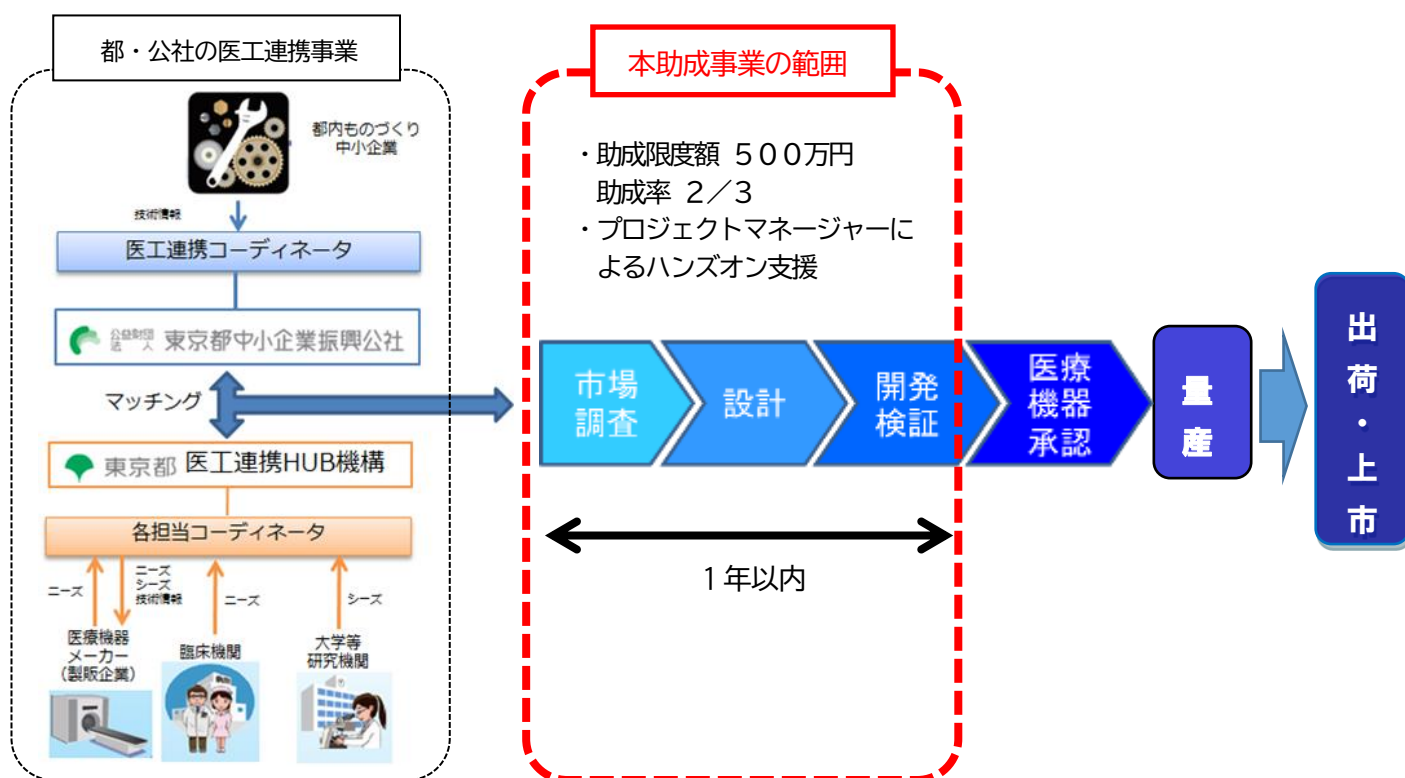 都・公社の医工連携事業
都内ものづくり
中小企業
技術情報
医工連携コーディネータ
公益財団
法人
東京都中小企業振興公社
マッチング
東京都 医工連携HUB機構
各担当コーディネータ
ニーズ
ニーズ
シーズ
技術情報
ニーズ
シーズ
医療機器
メーカー
（製販企業）
臨床機関
大学等
研究機関
本助成事業の範囲
・助成限度額 ５００万円
助成率 ２／３
・プロジェクトマネージャーに
よるハンズオン支援
市場
調査
設計
開発
検証
医療
機器
承認
量産
出荷・上市
１年以内